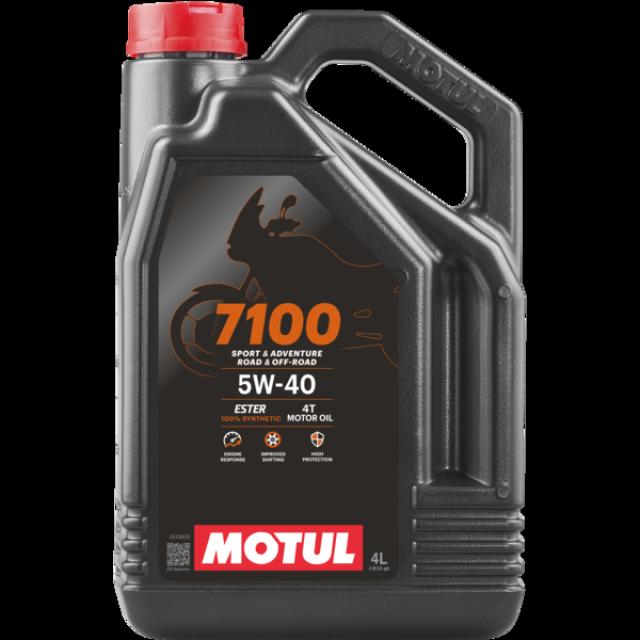 MOTUL
7100
SPORT & ADVENTURE
ROAD & OFF-ROAD
5W-40
ESTER
100% SYNTHETIC
4T
MOTOR OIL
ENGINE
RESPONSE
IMPROVED
SHIFTING
HIGH
PROTECTION
MOTUL
4L